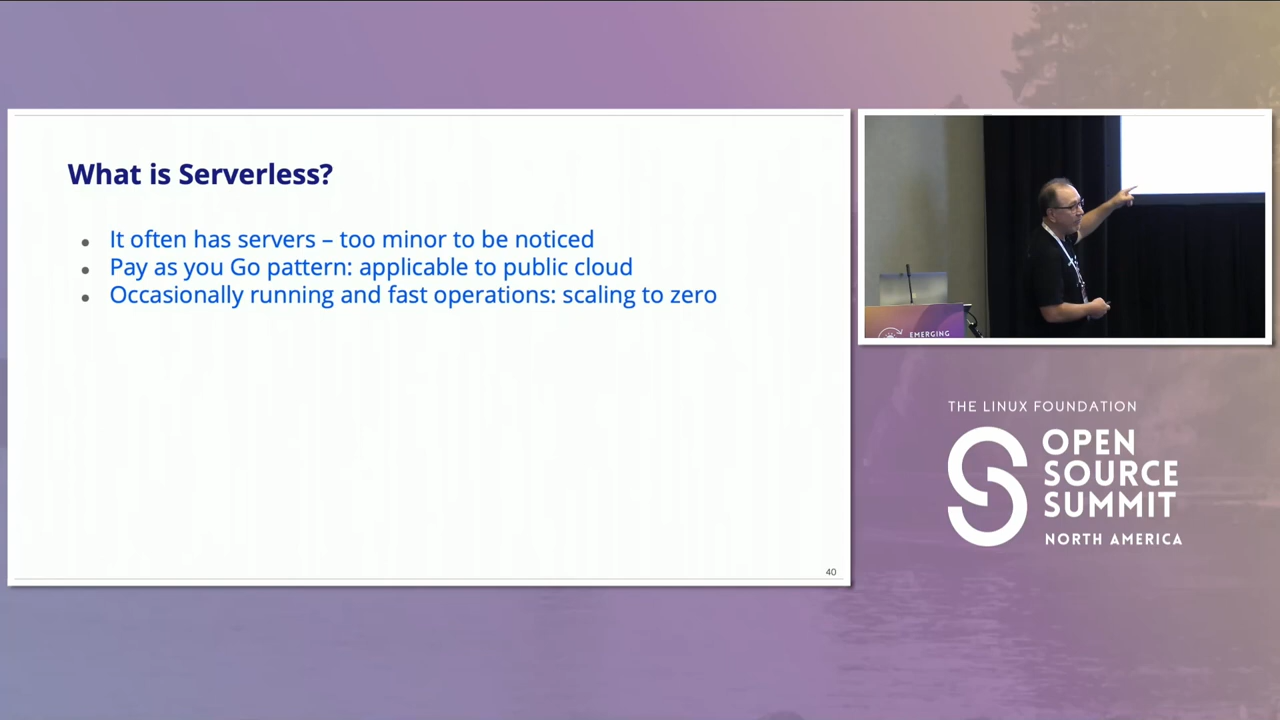 What is Serverless?
It often has servers – too minor to be noticed
Pay as you Go pattern: applicable to public cloud
Occasionally running and fast operations: scaling to zero
40
EMERGING
THE LINUX FOUNDATION
OPEN
SOURCE
SUMMIT
NORTH AMERICA